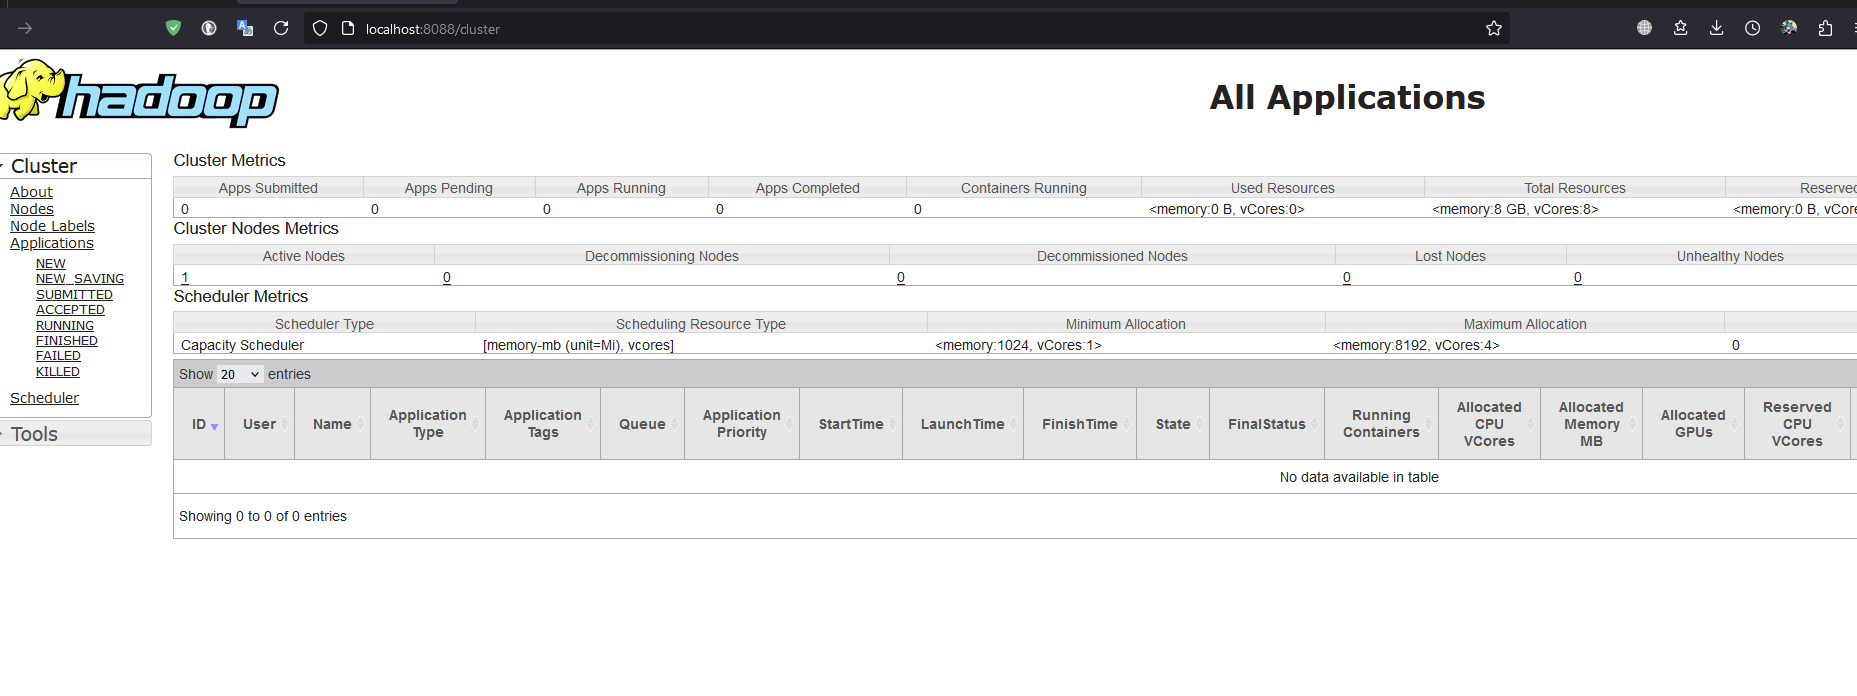 localhost:8088/cluster
hadoop
All Applications
Cluster
About
Nodes
Node Labels
Applications
NEW
NEW_SAVING
SUBMITTED
ACCEPTED
RUNNING
FINISHED
FAILED
KILLED
Scheduler
Tools
Cluster Metrics
Apps Submitted Apps Pending Apps Running Apps Completed Containers Running Used Resources Total Resources Reserved
0 0 0 0 0 <memory:0 B, vCores:0> <memory:8 GB, vCores:8> <memory:0 B, vCore
Cluster Nodes Metrics
Active Nodes Decommissioning Nodes Decommissioned Nodes Lost Nodes Unhealthy Nodes
1 0 0 0 0
Scheduler Metrics
Scheduler Type Scheduling Resource Type Minimum Allocation Maximum Allocation
Capacity Scheduler [memory-mb (unit=Mi), vcores] <memory:1024, vCores:1> <memory:8192, vCores:4> 0
Show 20 entries
ID User Name Application Type Application Tags Queue Application Priority StartTime LaunchTime FinishTime State FinalStatus Running Containers Allocated CPU VCores Allocated Memory MB Allocated GPUs Reserved CPU VCores
No data available in table
Showing 0 to 0 of 0 entries